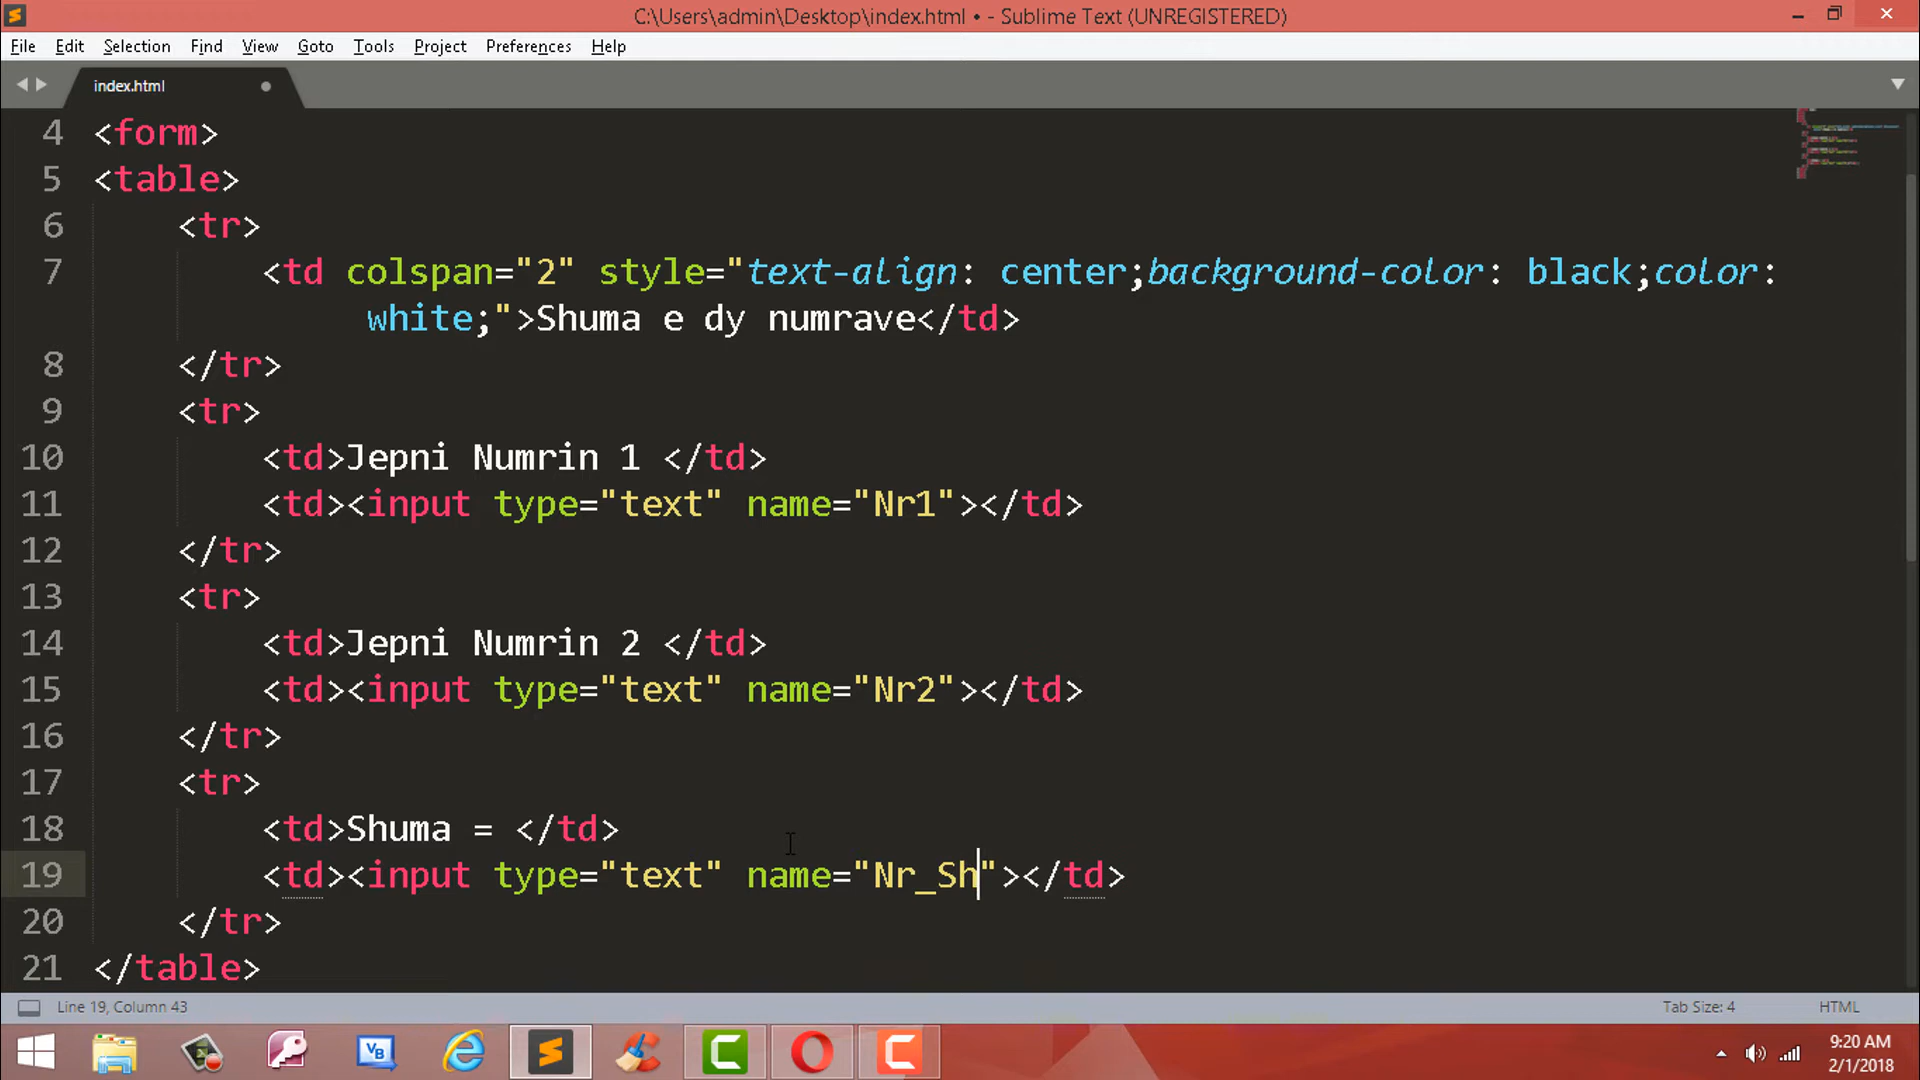 C:\Users\admin\Desktop\index.html • - Sublime Text (UNREGISTERED)
File Edit Selection Find View Goto Tools Project Preferences Help
index.html
4 <form>
5 <table>
6 <tr>
7 <td colspan="2" style="text-align: center;background-color: black;color:
white;">Shuma e dy numrave</td>
8 </tr>
9 <tr>
10 <td>Jepni Numrin 1 </td>
11 <td><input type="text" name="Nr1"></td>
12 </tr>
13 <tr>
14 <td>Jepni Numrin 2 </td>
15 <td><input type="text" name="Nr2"></td>
16 </tr>
17 <tr>
18 <td>Shuma = </td>
19 <td><input type="text" name="Nr_Sh"></td>
20 </tr>
21 </table>
Line 19, Column 43 Tab Size: 4 HTML
VB
9:20 AM
2/1/2018